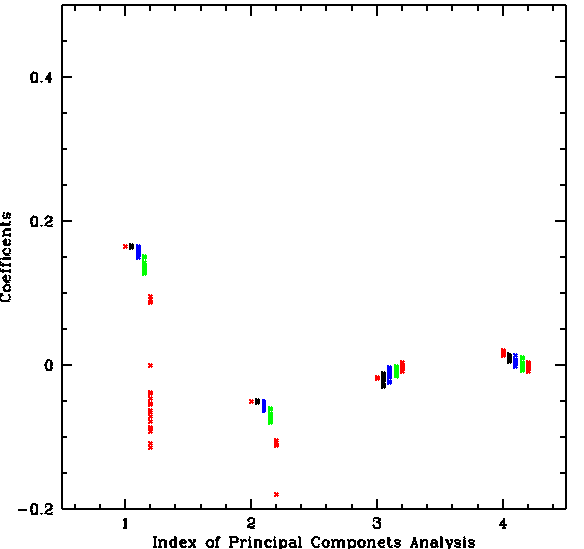 0.4
0.2
0
-0.2
1 2 3 4
Coefficents
Index of Principal Componets Analysis